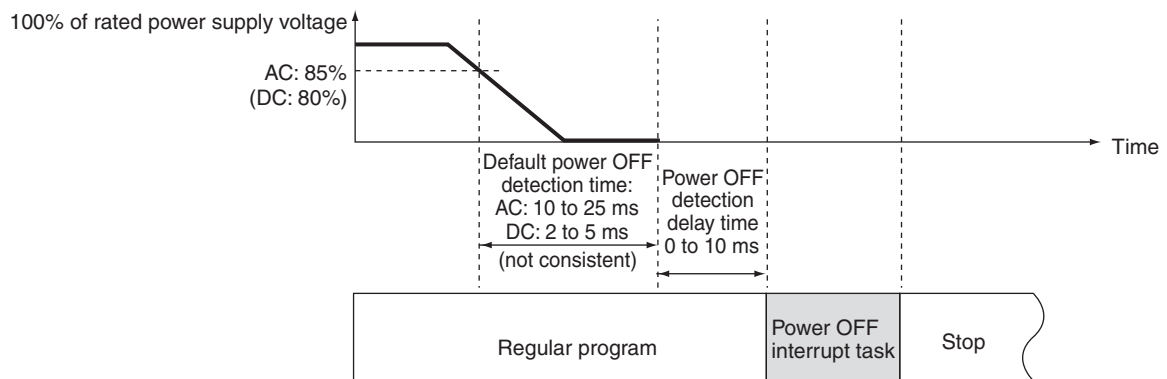 100% of rated power supply voltage
AC: 85%
(DC: 80%)
Time
Default power OFF
detection time:
AC: 10 to 25 ms
DC: 2 to 5 ms
(not consistent)
Power OFF
detection
delay time
0 to 10 ms
Regular program
Power OFF
interrupt task
Stop